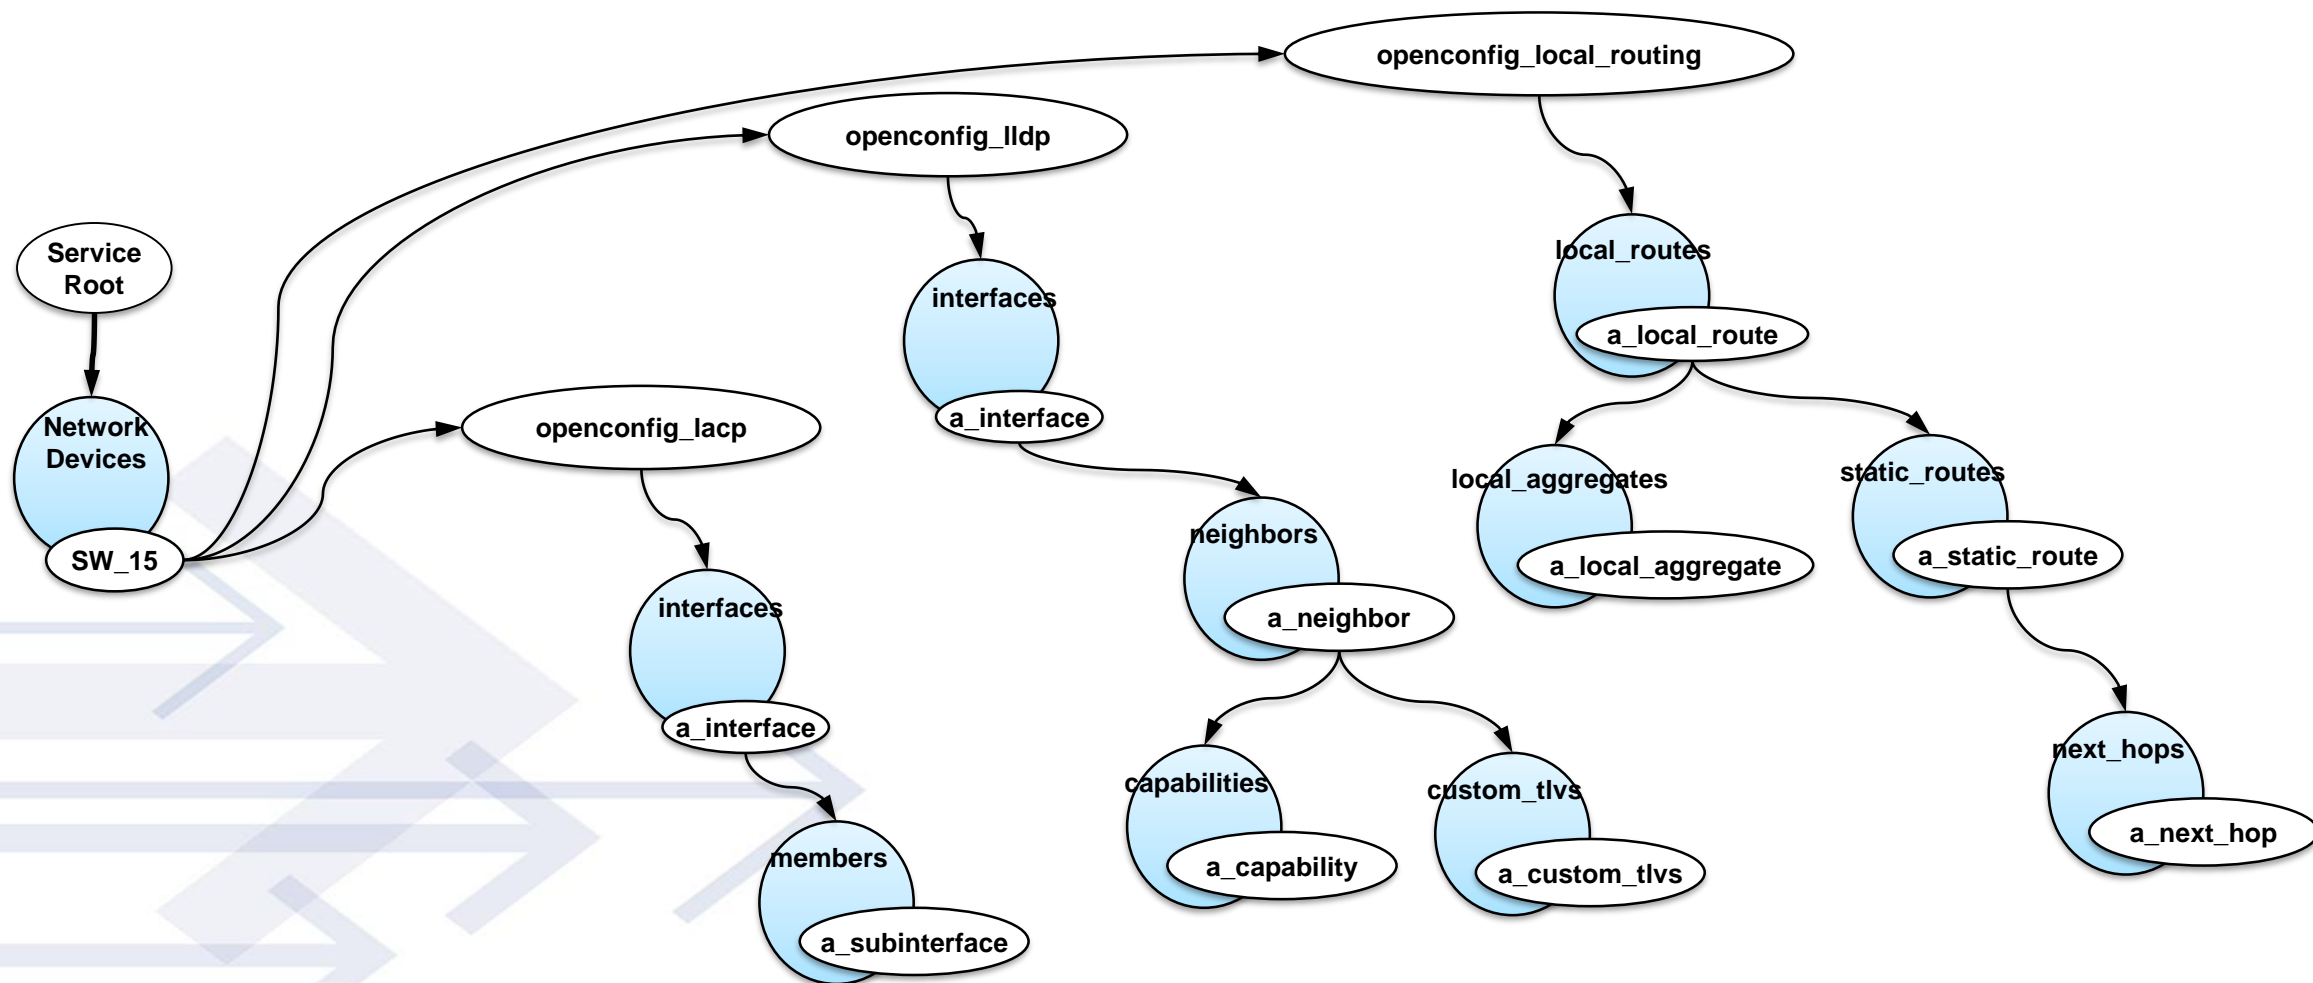 openconfig_local_routing
openconfig_lldp
Service
Root
local_routes
interfaces
a_local_route
Network
Devices
openconfig_lacp
a_interface
local_aggregates
static_routes
SW_15
neighbors
a_local_aggregate
a_static_route
interfaces
a_neighbor
a_interface
next_hops
capabilities
custom_tlvs
a_next_hop
members
a_capability
a_custom_tlvs
a_subinterface